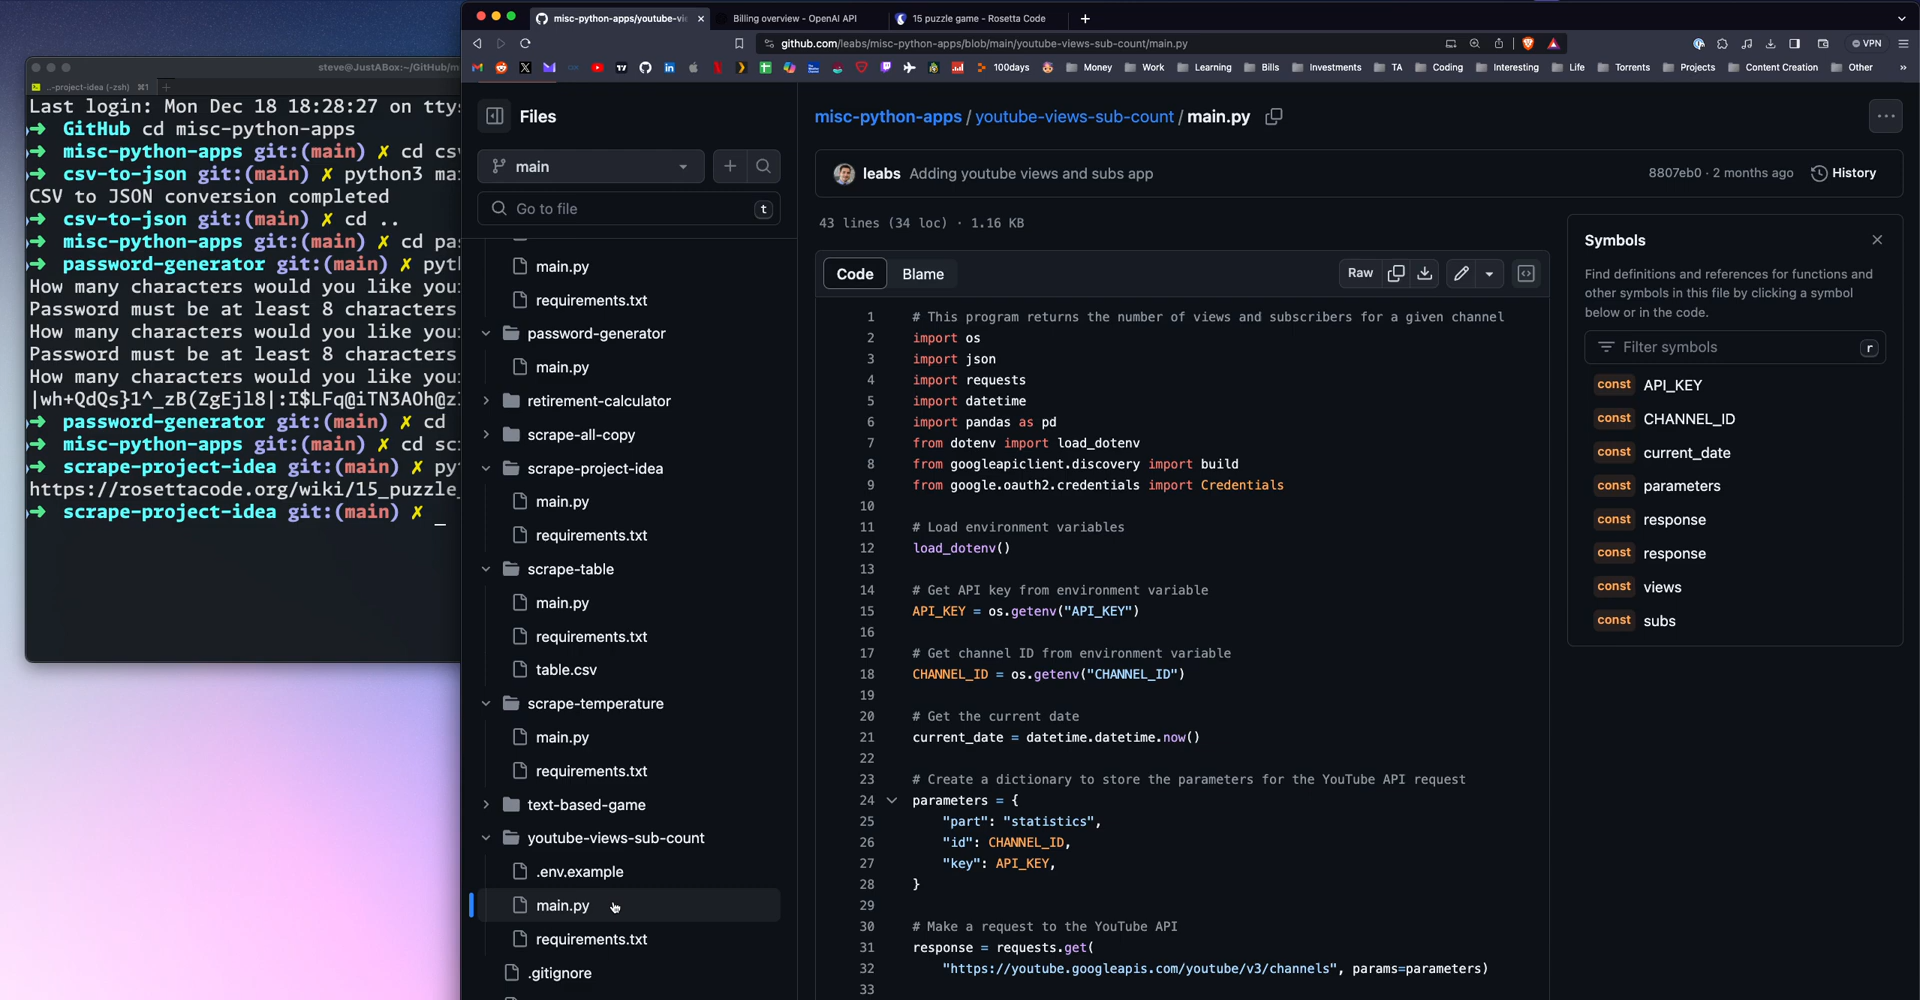 steve@JustABox:~/GitHub/m
..-project-idea (-zsh) ⌘1 +
Last login: Mon Dec 18 18:28:27 on ttys
➜ GitHub cd misc-python-apps
➜ misc-python-apps git:(main) ✗ cd csv
➜ csv-to-json git:(main) ✗ python3 ma
CSV to JSON conversion completed
➜ csv-to-json git:(main) ✗ cd ..
➜ misc-python-apps git:(main) ✗ cd pas
➜ password-generator git:(main) ✗ pyth
How many characters would you like you
Password must be at least 8 characters
How many characters would you like you
Password must be at least 8 characters
How many characters would you like you
|wh+QdQs}1^_zB(ZgEjl8|:I$LFq@iTN3AOh@z
➜ password-generator git:(main) ✗ cd
➜ misc-python-apps git:(main) ✗ cd sc
➜ scrape-project-idea git:(main) ✗ py
https://rosettacode.org/wiki/15_puzzle_
➜ scrape-project-idea git:(main) ✗ _
misc-python-apps/youtube-vi
Billing overview - OpenAI API
15 puzzle game - Rosetta Code
github.com/leabs/misc-python-apps/blob/main/youtube-views-sub-count/main.py
VPN
100days
Money
Work
Learning
Bills
Investments
TA
Coding
Interesting
Life
Torrents
Projects
Content Creation
Other
»
Files
main
Go to file
t
main.py
requirements.txt
password-generator
main.py
retirement-calculator
scrape-all-copy
scrape-project-idea
main.py
requirements.txt
scrape-table
main.py
requirements.txt
table.csv
scrape-temperature
main.py
requirements.txt
text-based-game
youtube-views-sub-count
.env.example
main.py
requirements.txt
.gitignore
misc-python-apps / youtube-views-sub-count / main.py
leabs Adding youtube views and subs app
8807eb0 · 2 months ago
History
43 lines (34 loc) · 1.16 KB
Code Blame
Raw
1 # This program returns the number of views and subscribers for a given channel
2 import os
3 import json
4 import requests
5 import datetime
6 import pandas as pd
7 from dotenv import load_dotenv
8 from googleapiclient.discovery import build
9 from google.oauth2.credentials import Credentials
10
11 # Load environment variables
12 load_dotenv()
13
14 # Get API key from environment variable
15 API_KEY = os.getenv("API_KEY")
16
17 # Get channel ID from environment variable
18 CHANNEL_ID = os.getenv("CHANNEL_ID")
19
20 # Get the current date
21 current_date = datetime.datetime.now()
22
23 # Create a dictionary to store the parameters for the YouTube API request
24 parameters = {
25 "part": "statistics",
26 "id": CHANNEL_ID,
27 "key": API_KEY,
28 }
29
30 # Make a request to the YouTube API
31 response = requests.get(
32 "https://youtube.googleapis.com/youtube/v3/channels", params=parameters)
33
Symbols
Find definitions and references for functions and
other symbols in this file by clicking a symbol
below or in the code.
Filter symbols
r
const API_KEY
const CHANNEL_ID
const current_date
const parameters
const response
const response
const views
const subs